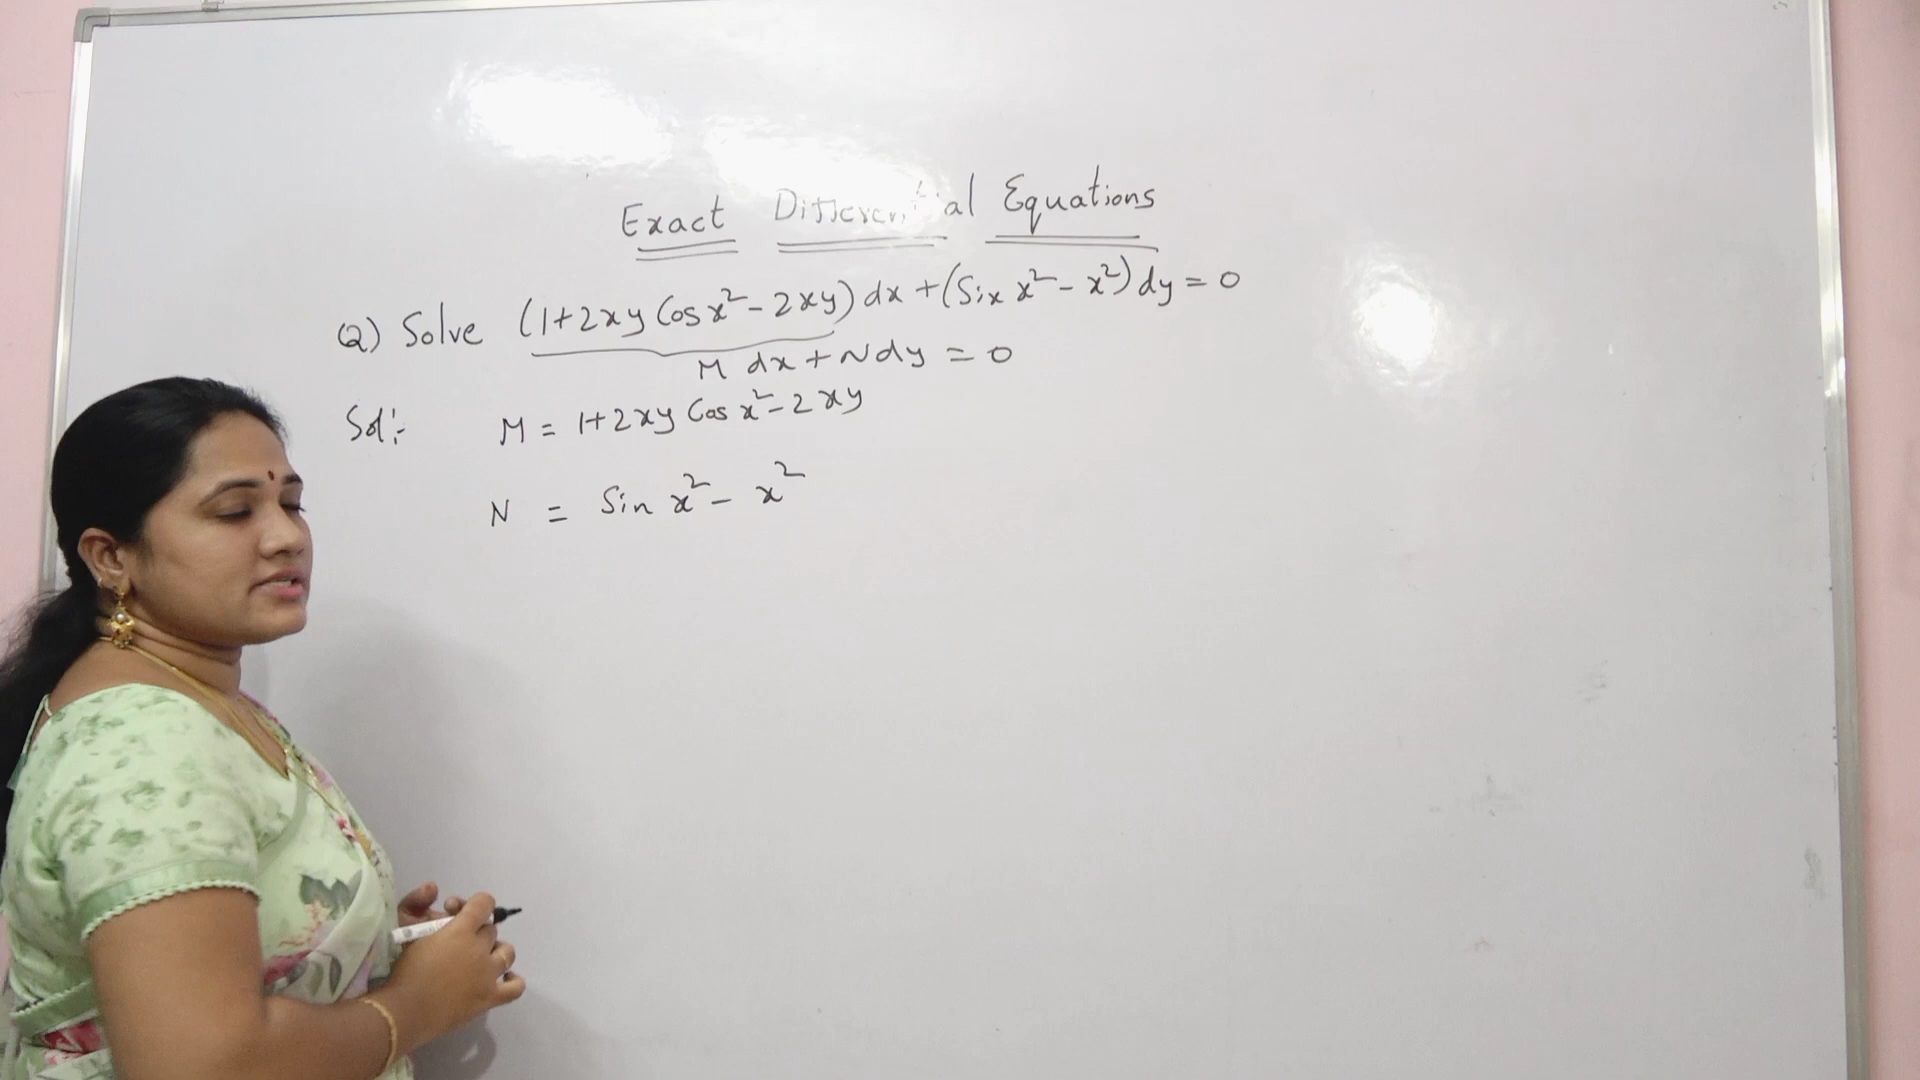 Exact Differential Equations
Q) Solve (1+2xy Cos x² - 2xy) dx + (Six x² - x²) dy = 0
M dx + N dy = 0
Sol:- M = 1+2xy Cos x² - 2xy
N = Sin x² - x²